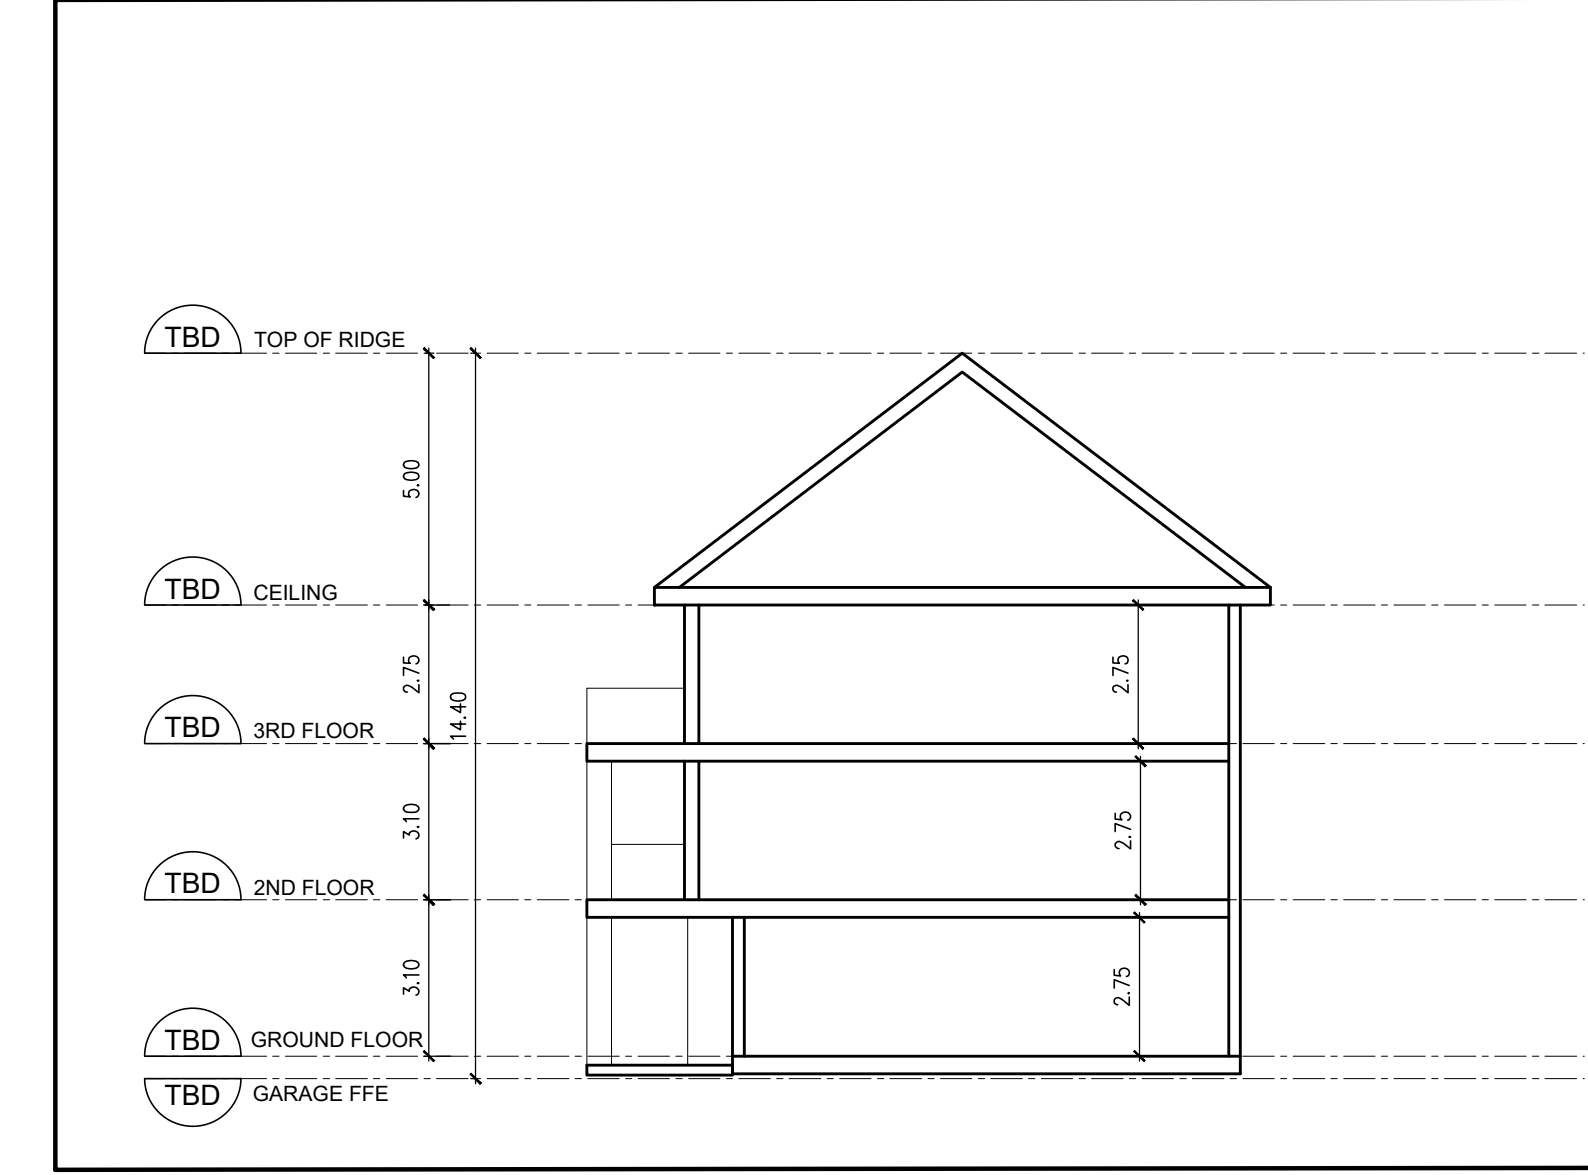 TBD TOP OF RIDGE
5.00
TBD CEILING
2.75
2.75
14.40
TBD 3RD FLOOR
3.10
2.75
TBD 2ND FLOOR
3.10
2.75
TBD GROUND FLOOR
TBD GARAGE FFE